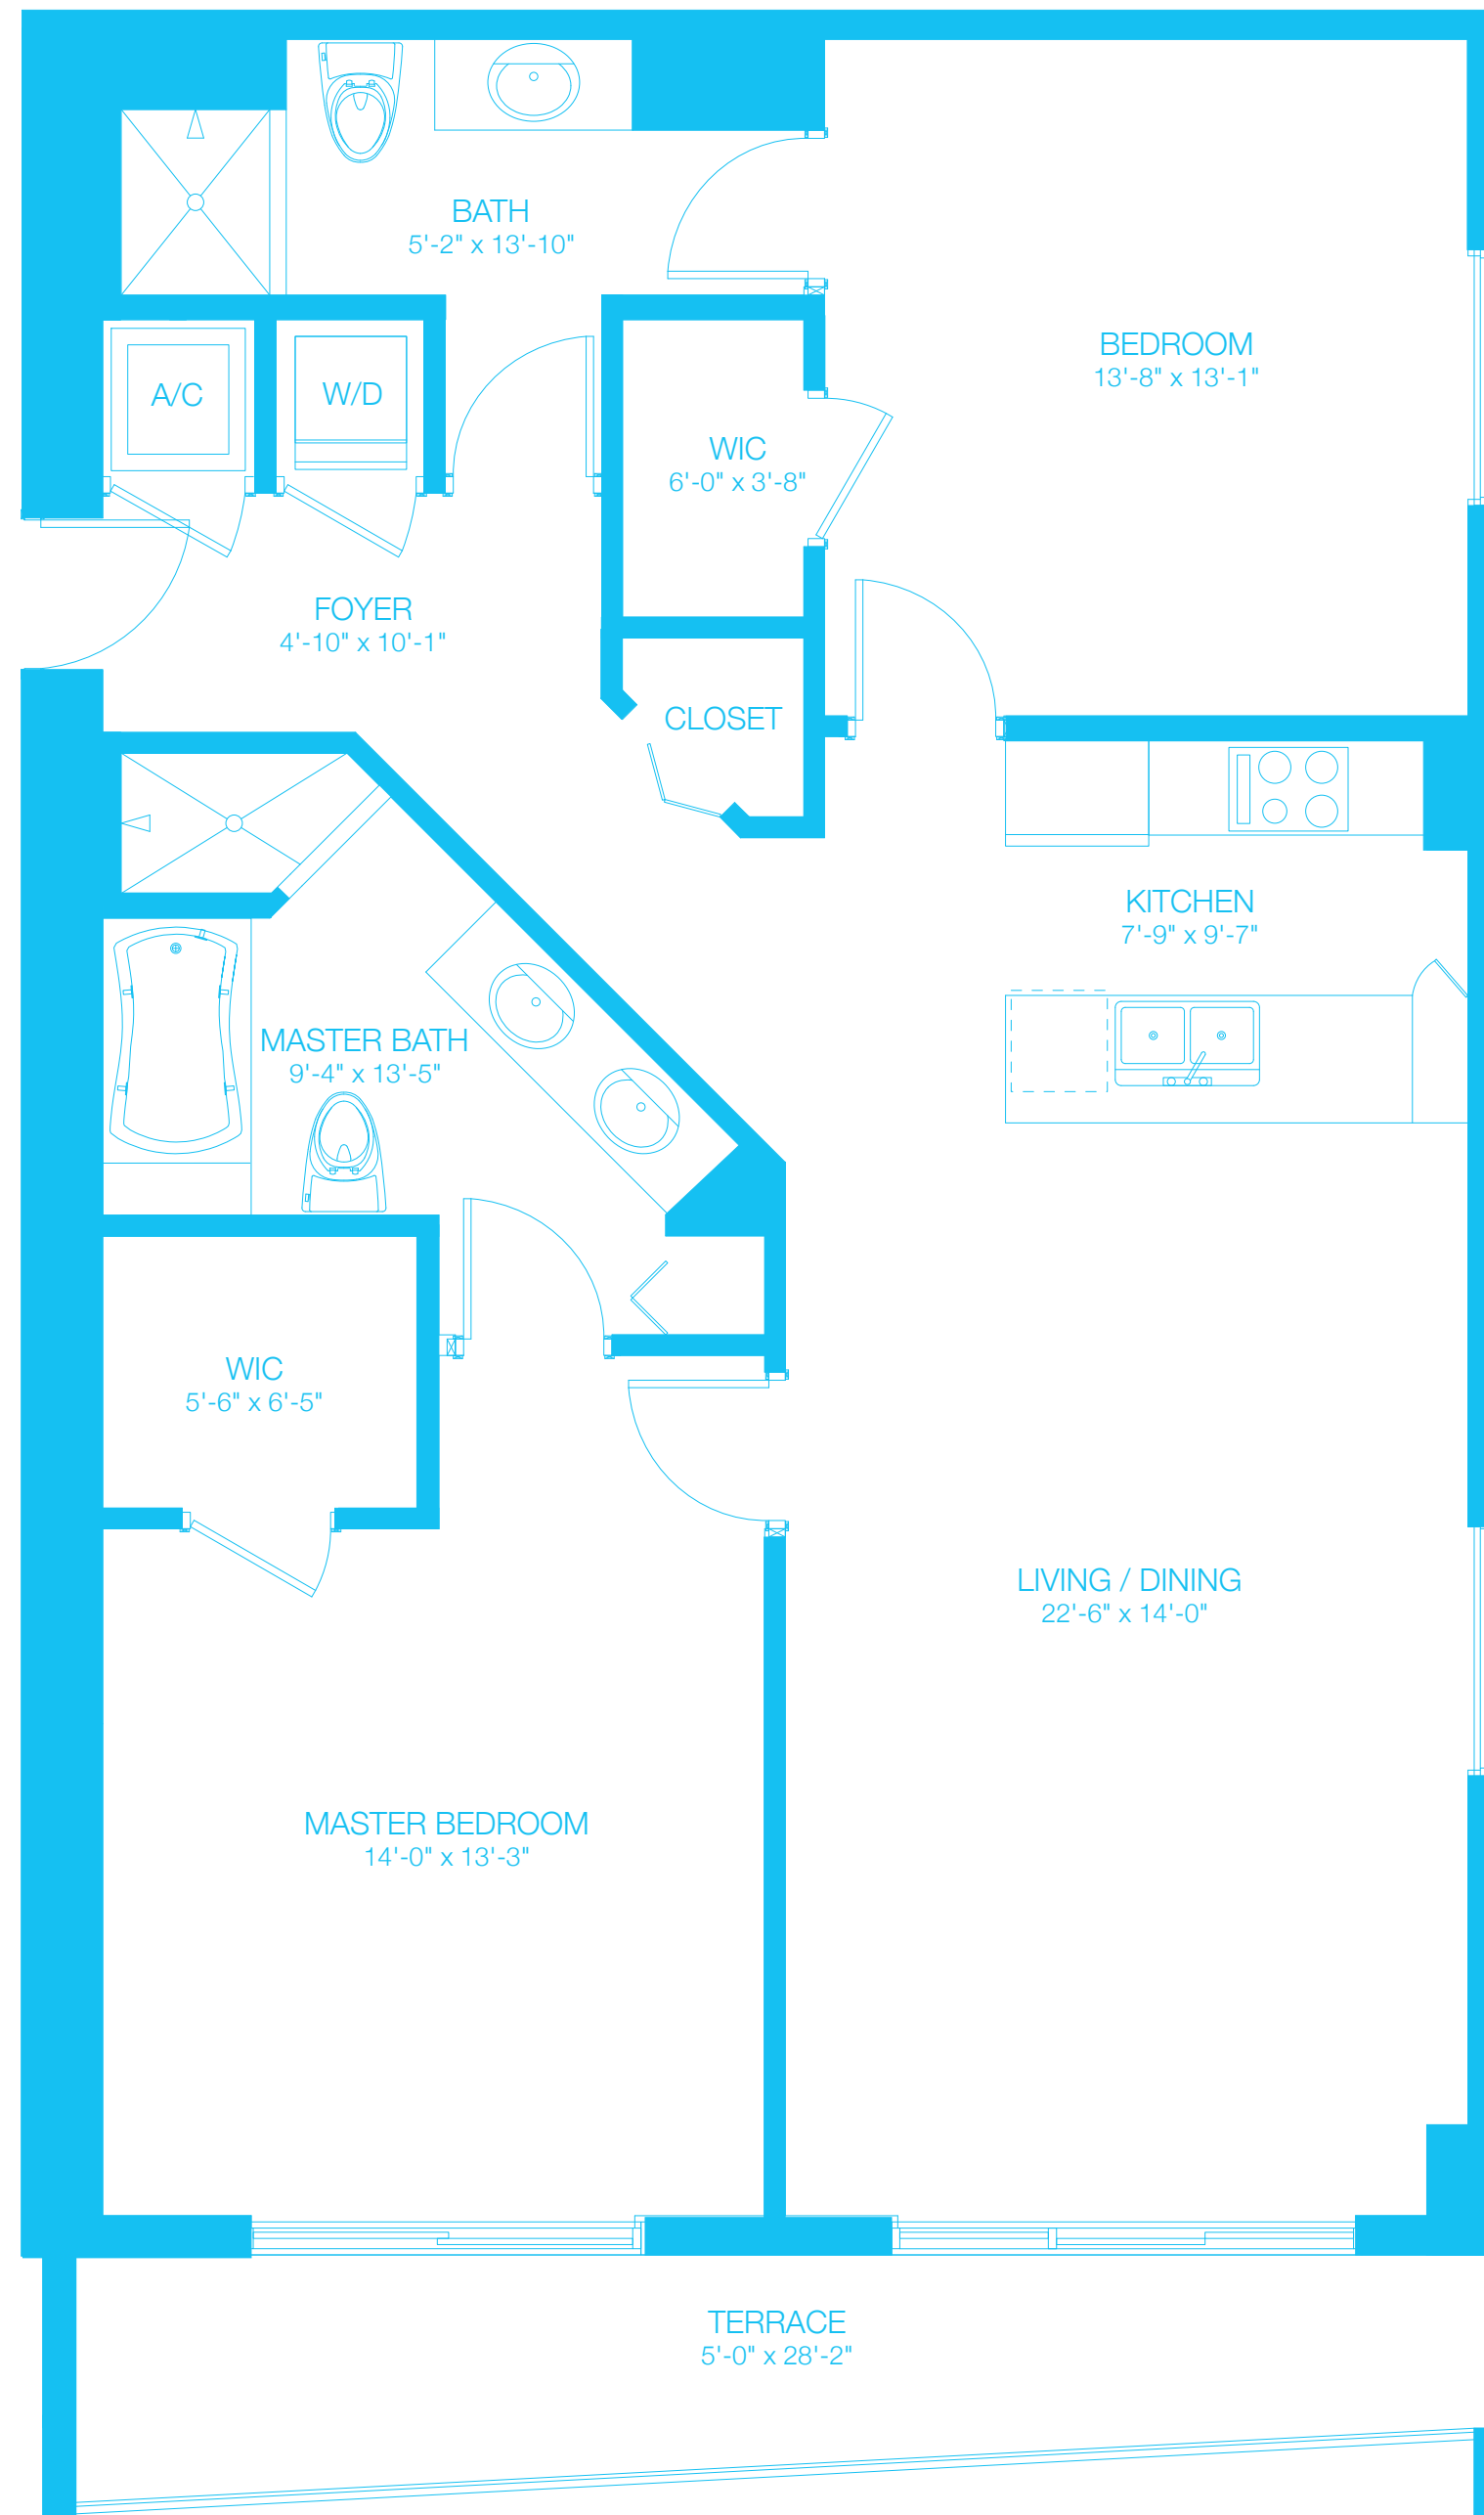 BATH
5'-2" x 13'-10"
BEDROOM
13'-8" x 13'-1"
A/C
W/D
WIC
6'-0" x 3'-8"
FOYER
4'-10" x 10'-1"
CLOSET
KITCHEN
7'-9" x 9'-7"
MASTER BATH
9'-4" x 13'-5"
WIC
5'-6" x 6'-5"
LIVING / DINING
22'-6" x 14'-0"
MASTER BEDROOM
14'-0" x 13'-3"
TERRACE
5'-0" x 28'-2"